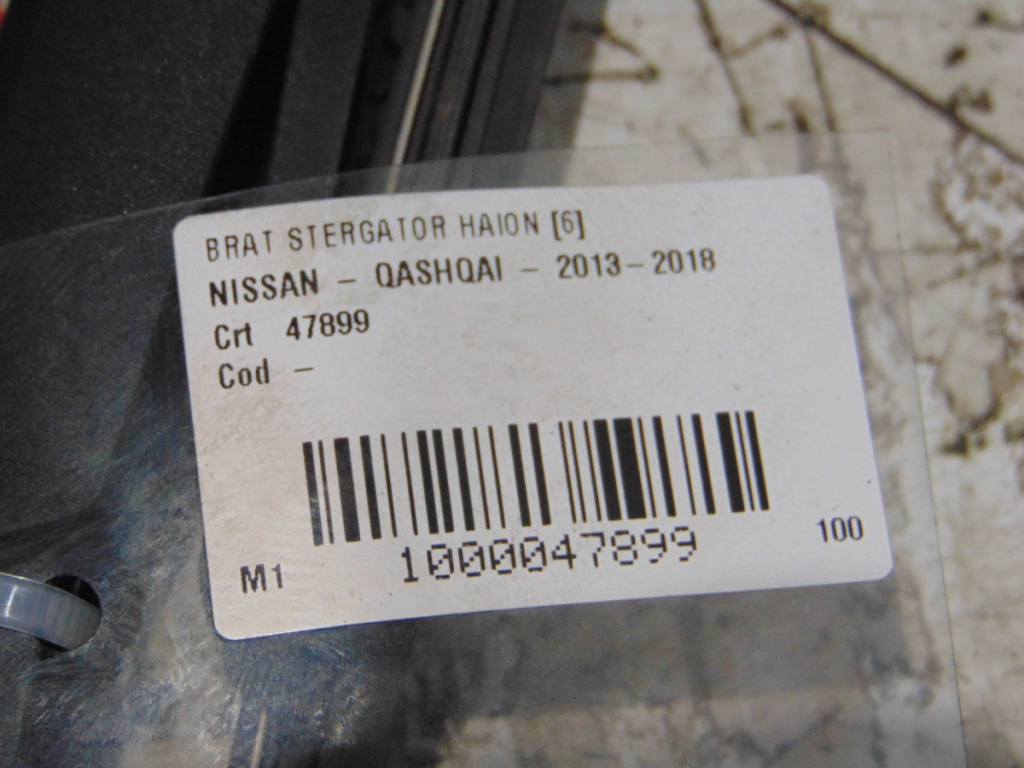 BRAT STERGATOR HAION [6]
NISSAN - QASHQAI - 2013-2018
Crt 47899
Cod -
1000047899
M1
100